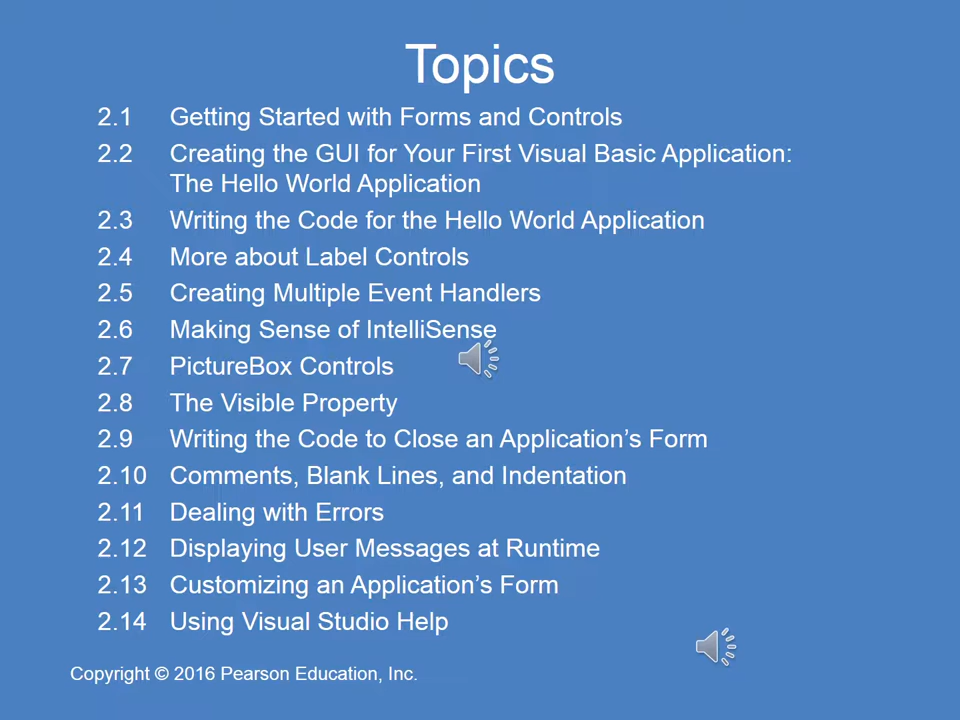 Topics
2.1 Getting Started with Forms and Controls
2.2 Creating the GUI for Your First Visual Basic Application:
The Hello World Application
2.3 Writing the Code for the Hello World Application
2.4 More about Label Controls
2.5 Creating Multiple Event Handlers
2.6 Making Sense of IntelliSense
2.7 PictureBox Controls
2.8 The Visible Property
2.9 Writing the Code to Close an Application’s Form
2.10 Comments, Blank Lines, and Indentation
2.11 Dealing with Errors
2.12 Displaying User Messages at Runtime
2.13 Customizing an Application’s Form
2.14 Using Visual Studio Help
Copyright © 2016 Pearson Education, Inc.